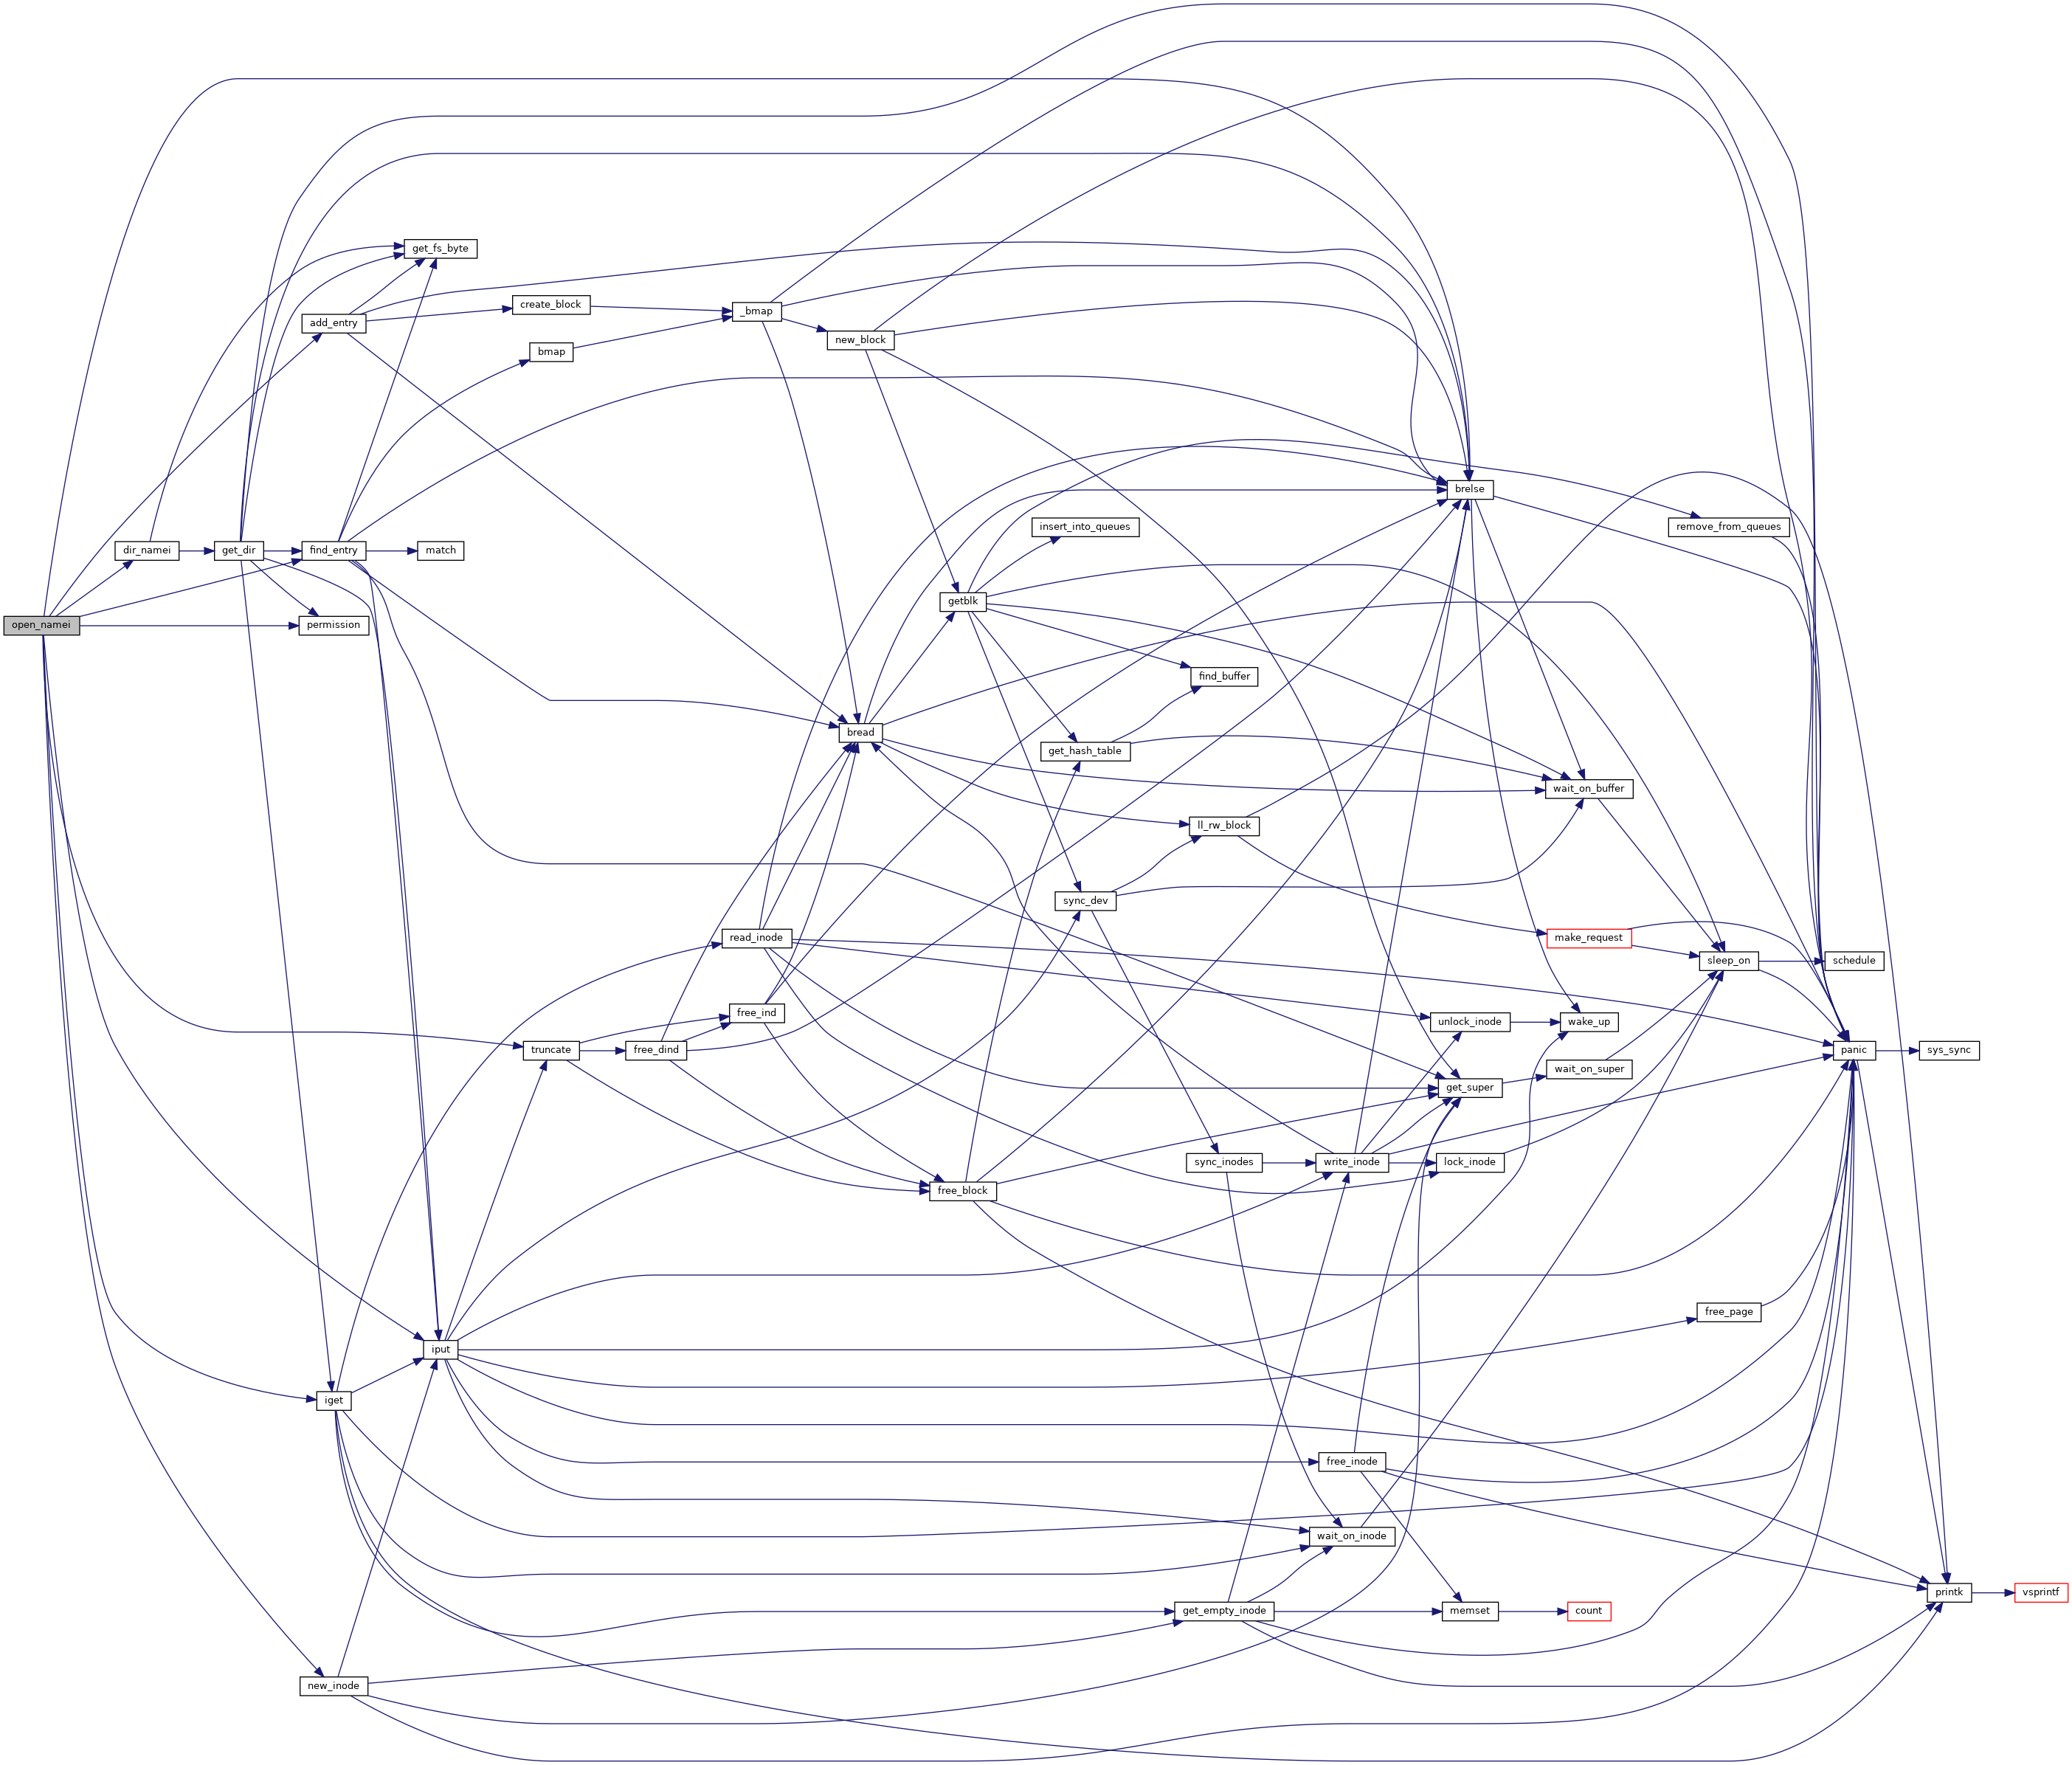 open_namei
dir_namei
get_dir
add_entry
find_entry
permission
iget
new_inode
get_fs_byte
match
iput
create_block
bmap
truncate
free_dind
_bmap
read_inode
free_ind
new_block
bread
getblk
free_block
insert_into_queues
get_hash_table
sync_dev
find_buffer
ll_rw_block
sync_inodes
get_empty_inode
write_inode
free_inode
wait_on_inode
brelse
unlock_inode
get_super
lock_inode
memset
wait_on_buffer
make_request
wake_up
wait_on_super
count
remove_from_queues
sleep_on
free_page
schedule
panic
sys_sync
printk
vsprintf